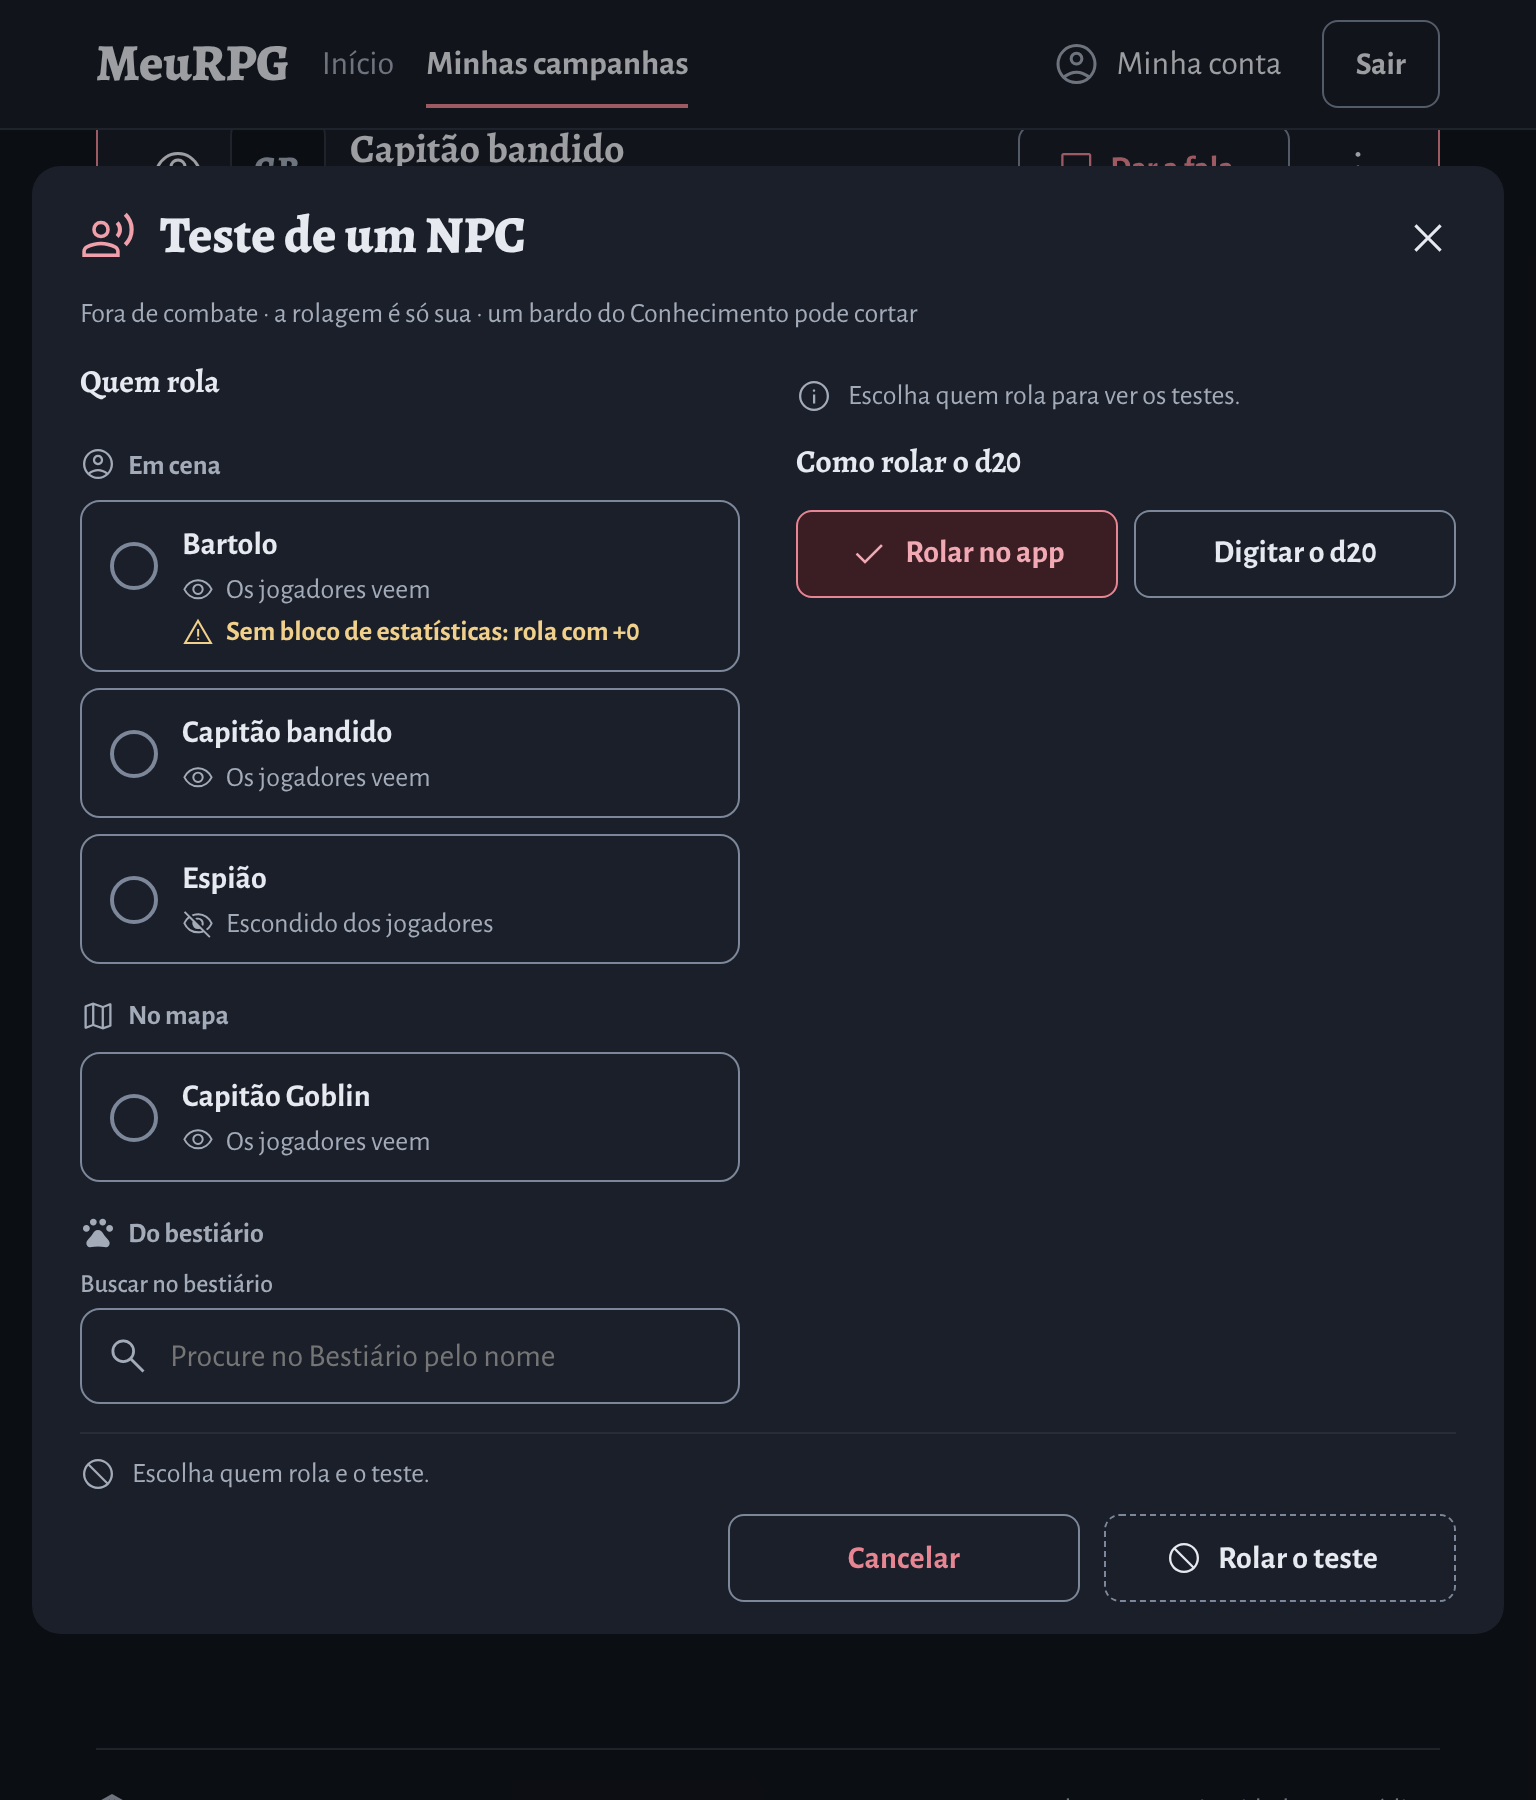 MeuRPG Início Minhas campanhas Minha conta Sair
Capitão bandido
Teste de um NPC
Fora de combate · a rolagem é só sua · um bardo do Conhecimento pode cortar
Quem rola
Em cena
Bartolo
Os jogadores veem
Sem bloco de estatísticas: rola com +0
Capitão bandido
Os jogadores veem
Espião
Escondido dos jogadores
No mapa
Capitão Goblin
Os jogadores veem
Do bestiário
Buscar no bestiário
Procure no Bestiário pelo nome
Escolha quem rola para ver os testes.
Como rolar o d20
Rolar no app
Digitar o d20
Escolha quem rola e o teste.
Cancelar
Rolar o teste